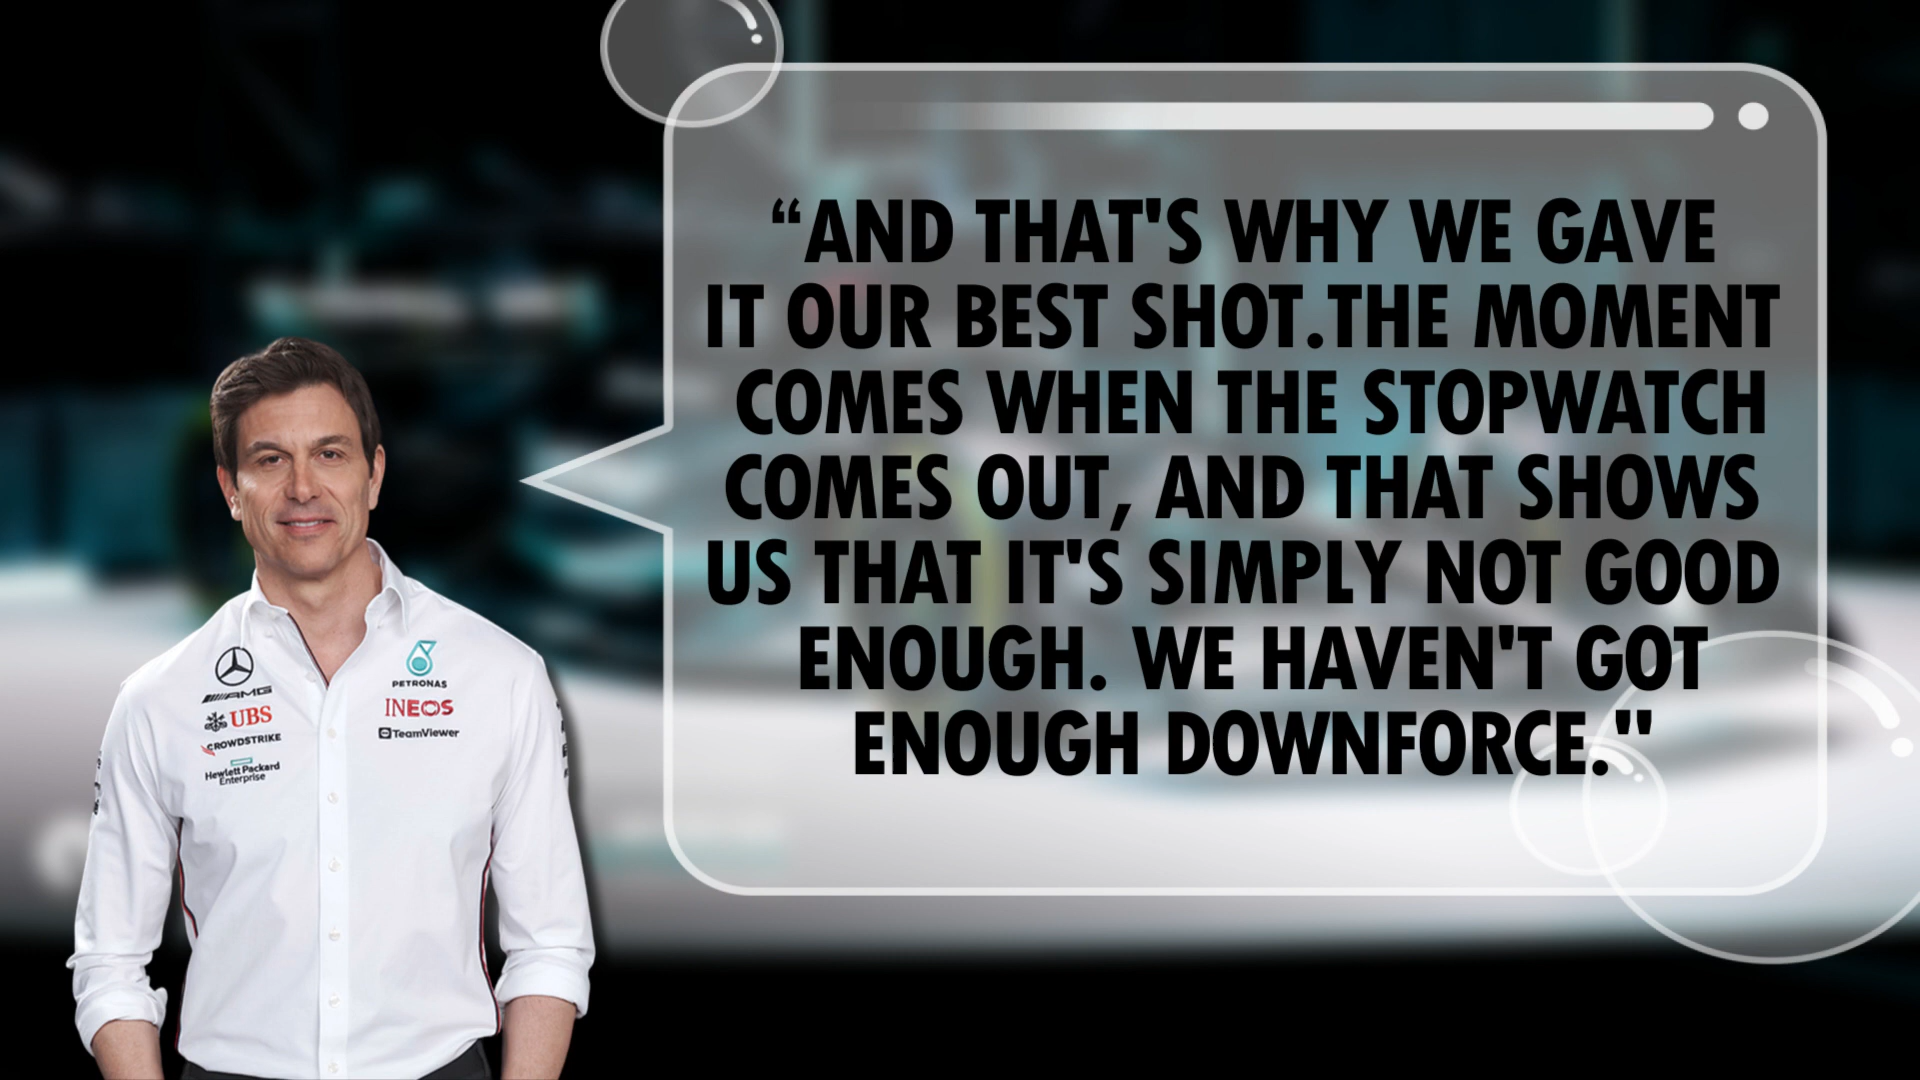 “AND THAT'S WHY WE GAVE
IT OUR BEST SHOT.THE MOMENT
COMES WHEN THE STOPWATCH
COMES OUT, AND THAT SHOWS
US THAT IT'S SIMPLY NOT GOOD
ENOUGH. WE HAVEN'T GOT
ENOUGH DOWNFORCE."
AMG
UBS
CROWDSTRIKE
Hewlett Packard
Enterprise
PETRONAS
INEOS
TeamViewer